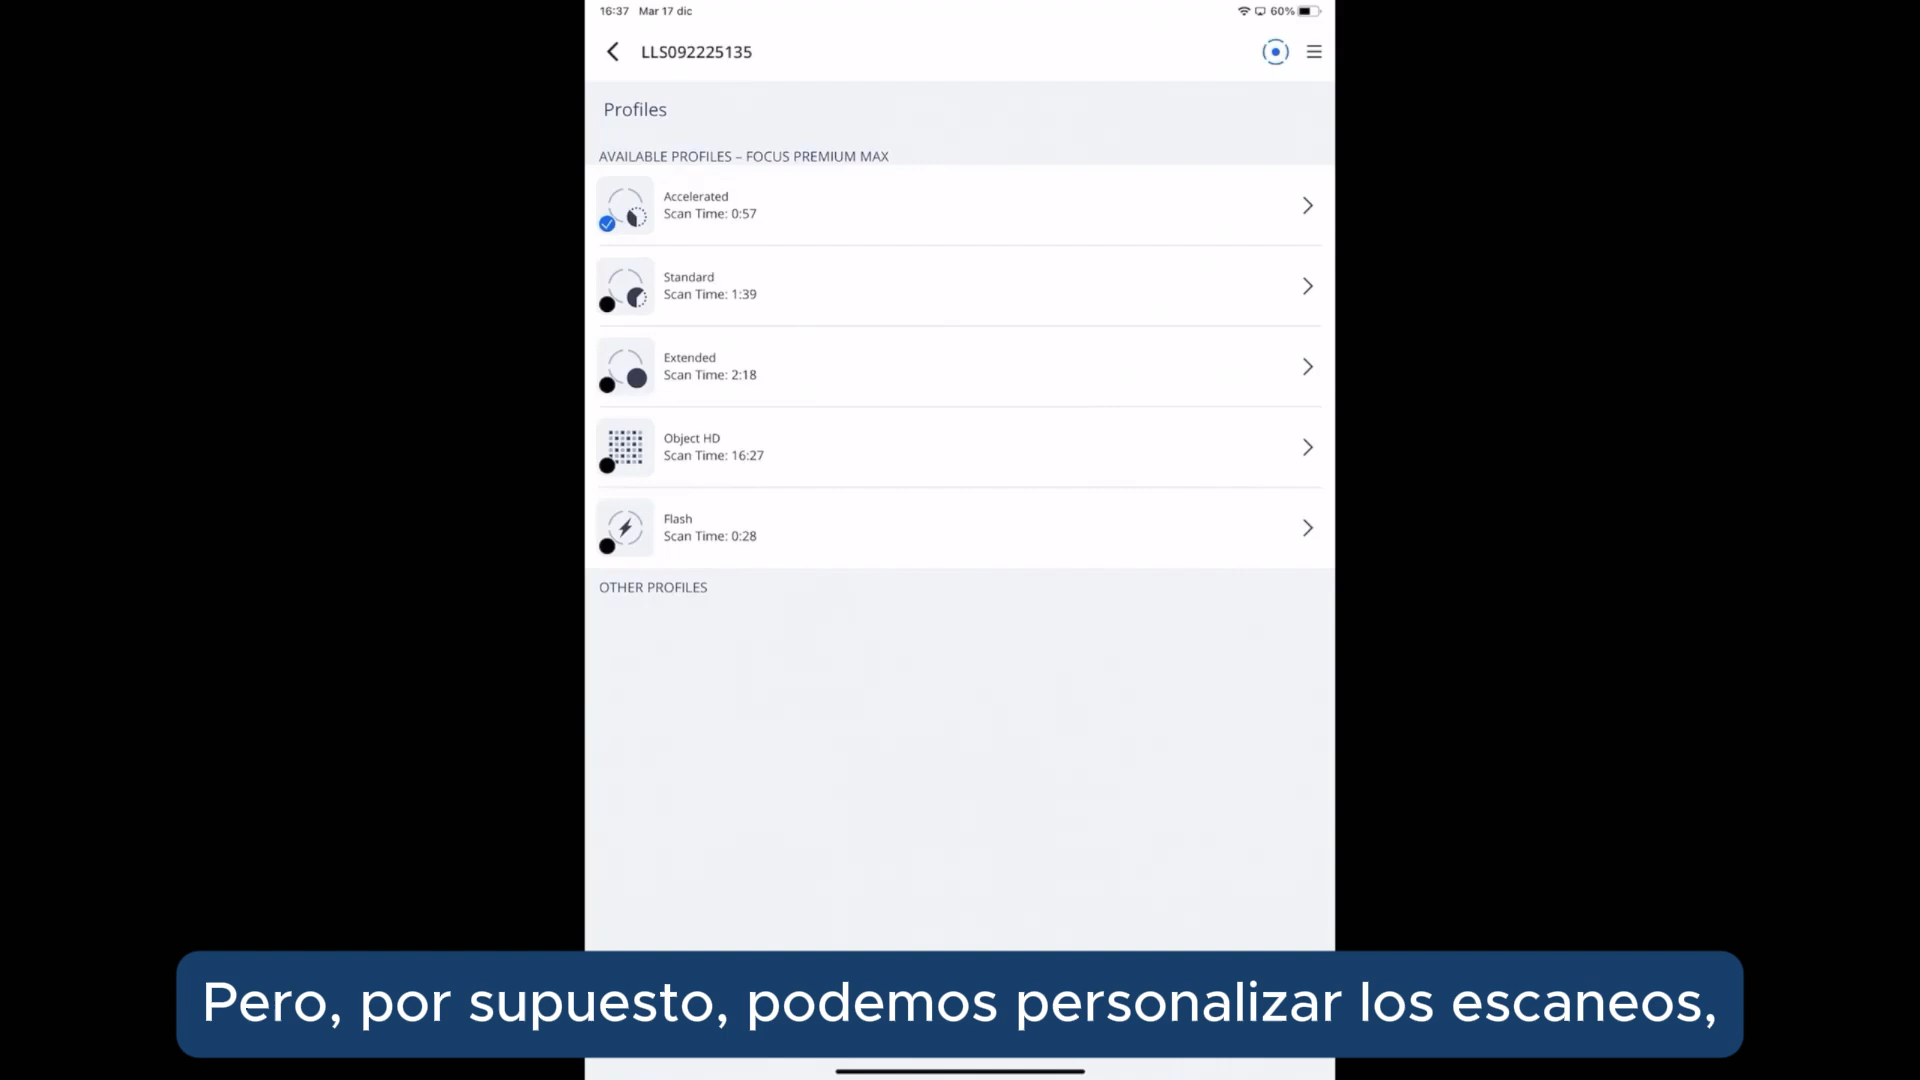 16:37 Mar 17 dic
60%
LLS092225135
Profiles
AVAILABLE PROFILES – FOCUS PREMIUM MAX
Accelerated
Scan Time: 0:57
Standard
Scan Time: 1:39
Extended
Scan Time: 2:18
Object HD
Scan Time: 16:27
Flash
Scan Time: 0:28
OTHER PROFILES
Pero, por supuesto, podemos personalizar los escaneos,